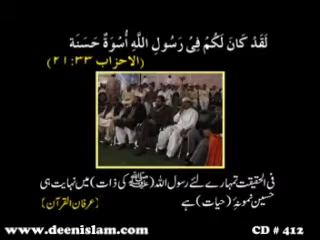 لَقَدْ كَانَ لَكُمْ فِیْ رَسُوْلِ اللّٰهِ اُسْوَةٌ حَسَنَة
(الاحزاب ۳۳:۲۱)
فی الحقیقت تمہارے لئے رسول اللہ (ﷺ کی ذات) میں نہایت ہی
حسین نمونۂ (حیات) ہے
[عرفان القرآن]
www.deenislam.com
CD # 412